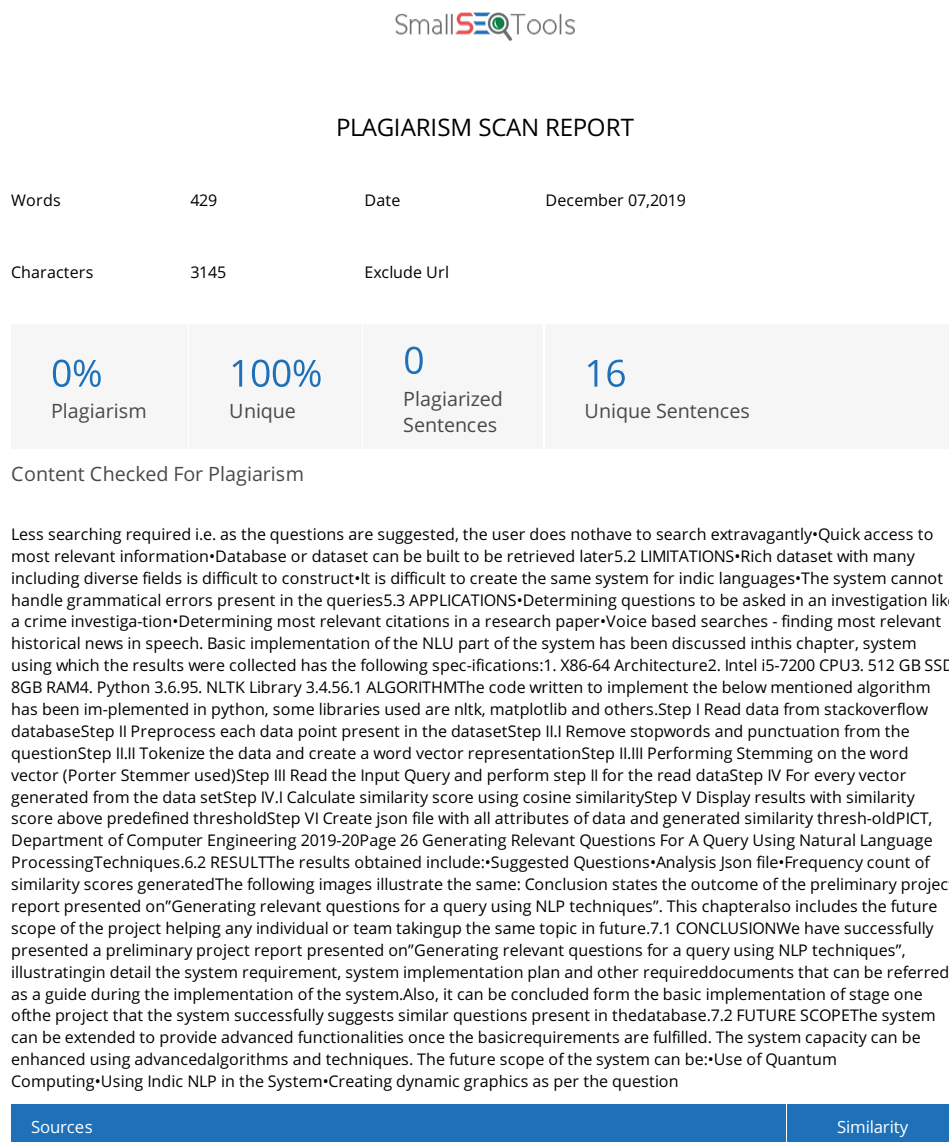 SmallSEOTools
PLAGIARISM SCAN REPORT
Words 429 Date December 07,2019
Characters 3145 Exclude Url
0% Plagiarism
100% Unique
0 Plagiarized Sentences
16 Unique Sentences
Content Checked For Plagiarism
Less searching required i.e. as the questions are suggested, the user does nothave to search extravagantly•Quick access to
most relevant information•Database or dataset can be built to be retrieved later5.2 LIMITATIONS•Rich dataset with many
including diverse fields is difficult to construct•It is difficult to create the same system for indic languages•The system cannot
handle grammatical errors present in the queries5.3 APPLICATIONS•Determining questions to be asked in an investigation like
a crime investiga-tion•Determining most relevant citations in a research paper•Voice based searches - finding most relevant
historical news in speech. Basic implementation of the NLU part of the system has been discussed inthis chapter, system
using which the results were collected has the following spec-ifications:1. X86-64 Architecture2. Intel i5-7200 CPU3. 512 GB SSD
8GB RAM4. Python 3.6.95. NLTK Library 3.4.56.1 ALGORITHMThe code written to implement the below mentioned algorithm
has been im-plemented in python, some libraries used are nltk, matplotlib and others.Step I Read data from stackoverflow
databaseStep II Preprocess each data point present in the datasetStep II.I Remove stopwords and punctuation from the
questionStep II.II Tokenize the data and create a word vector representationStep II.III Performing Stemming on the word
vector (Porter Stemmer used)Step III Read the Input Query and perform step II for the read dataStep IV For every vector
generated from the data setStep IV.I Calculate similarity score using cosine similarityStep V Display results with similarity
score above predefined thresholdStep VI Create json file with all attributes of data and generated similarity thresh-oldPICT,
Department of Computer Engineering 2019-20Page 26 Generating Relevant Questions For A Query Using Natural Language
ProcessingTechniques.6.2 RESULTThe results obtained include:•Suggested Questions•Analysis Json file•Frequency count of
similarity scores generatedThe following images illustrate the same: Conclusion states the outcome of the preliminary project
report presented on”Generating relevant questions for a query using NLP techniques”. This chapteralso includes the future
scope of the project helping any individual or team takingup the same topic in future.7.1 CONCLUSIONWe have successfully
presented a preliminary project report presented on”Generating relevant questions for a query using NLP techniques”,
illustratingin detail the system requirement, system implementation plan and other requireddocuments that can be referred
as a guide during the implementation of the system.Also, it can be concluded form the basic implementation of stage one
ofthe project that the system successfully suggests similar questions present in thedatabase.7.2 FUTURE SCOPEThe system
can be extended to provide advanced functionalities once the basicrequirements are fulfilled. The system capacity can be
enhanced using advancedalgorithms and techniques. The future scope of the system can be:•Use of Quantum
Computing•Using Indic NLP in the System•Creating dynamic graphics as per the question
Sources Similarity